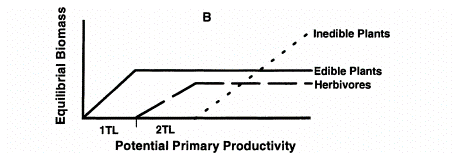 B
Inedible Plants
Edible Plants
Herbivores
Equilibrial Biomass
1TL
2TL
Potential Primary Productivity